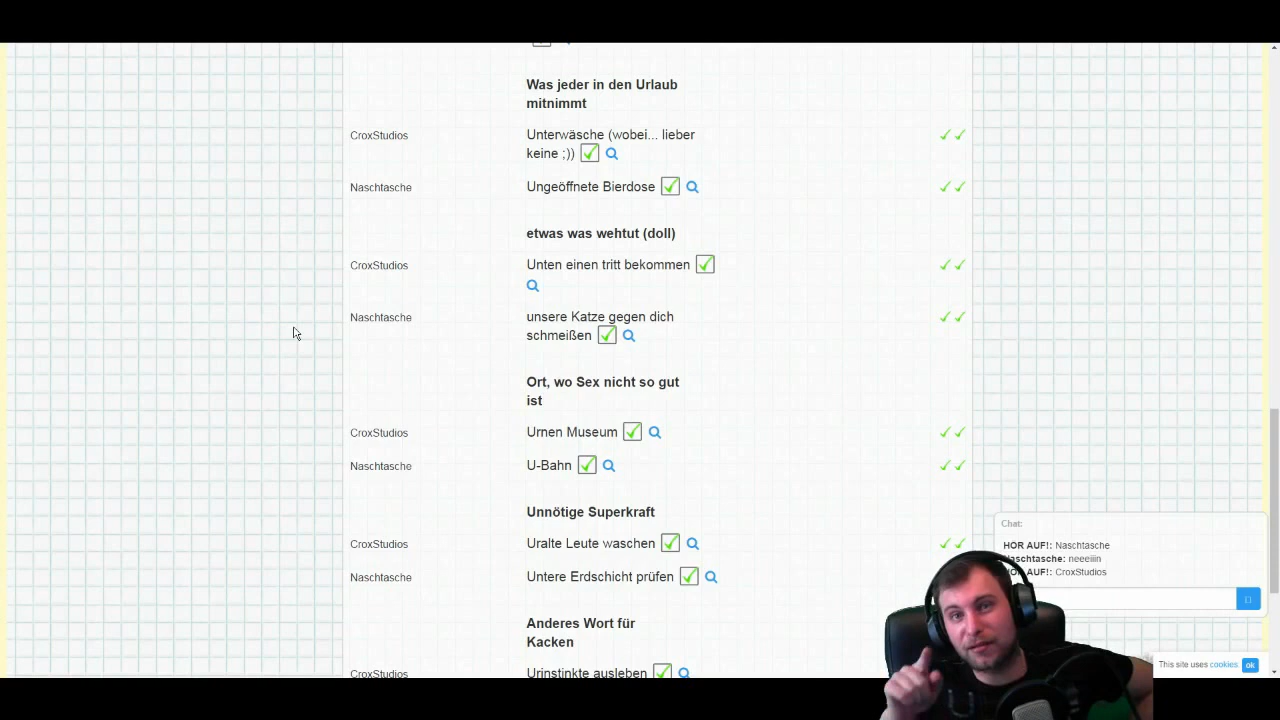 Was jeder in den Urlaub
mitnimmt
CroxStudios
Unterwäsche (wobei... lieber
keine ;))
Naschtasche
Ungeöffnete Bierdose
etwas was wehtut (doll)
CroxStudios
Unten einen tritt bekommen
Naschtasche
unsere Katze gegen dich
schmeißen
Ort, wo Sex nicht so gut
ist
CroxStudios
Urnen Museum
Naschtasche
U-Bahn
Unnötige Superkraft
CroxStudios
Uralte Leute waschen
Naschtasche
Untere Erdschicht prüfen
Anderes Wort für
Kacken
CroxStudios
Urinstinkte ausleben
Chat:
HÖR AUF!: Naschtasche
Naschtasche: neeeiiin
HÖR AUF!: CroxStudios
This site uses cookies ok